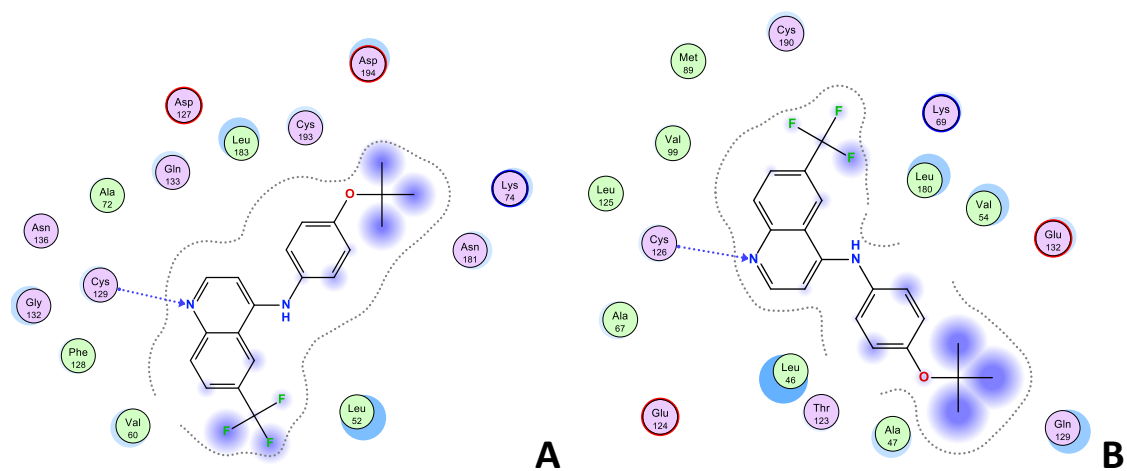 Asp
194
Asp
127
Cys
193
Leu
183
Gln
133
Ala
72
Lys
74
Asn
136
Asn
181
Cys
129
Gly
132
Phe
128
Val
60
Leu
52
O
N
N
H
F
F
F
A
Cys
190
Met
89
Lys
69
Val
99
Leu
180
Leu
125
Val
54
Cys
126
Glu
132
Ala
67
Leu
46
Thr
123
Glu
124
Ala
47
Gln
129
F
F
F
N
H
N
O
B